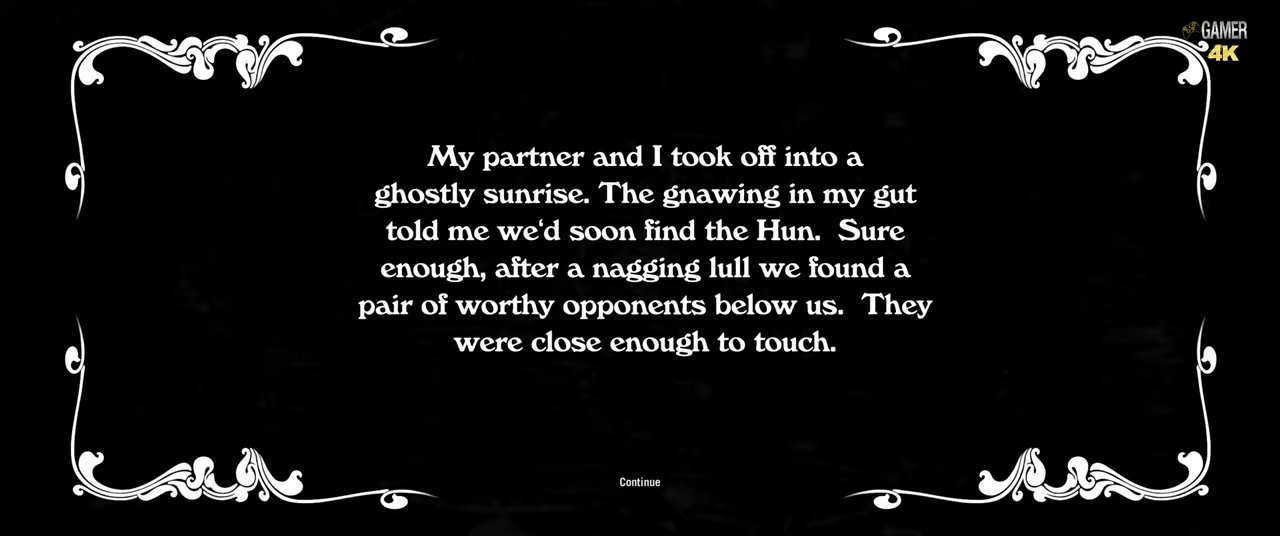 GAMER
4K
My partner and I took off into a
ghostly sunrise. The gnawing in my gut
told me we‘d soon find the Hun.  Sure
enough, after a nagging lull we found a
pair of worthy opponents below us.  They
were close enough to touch.
Continue